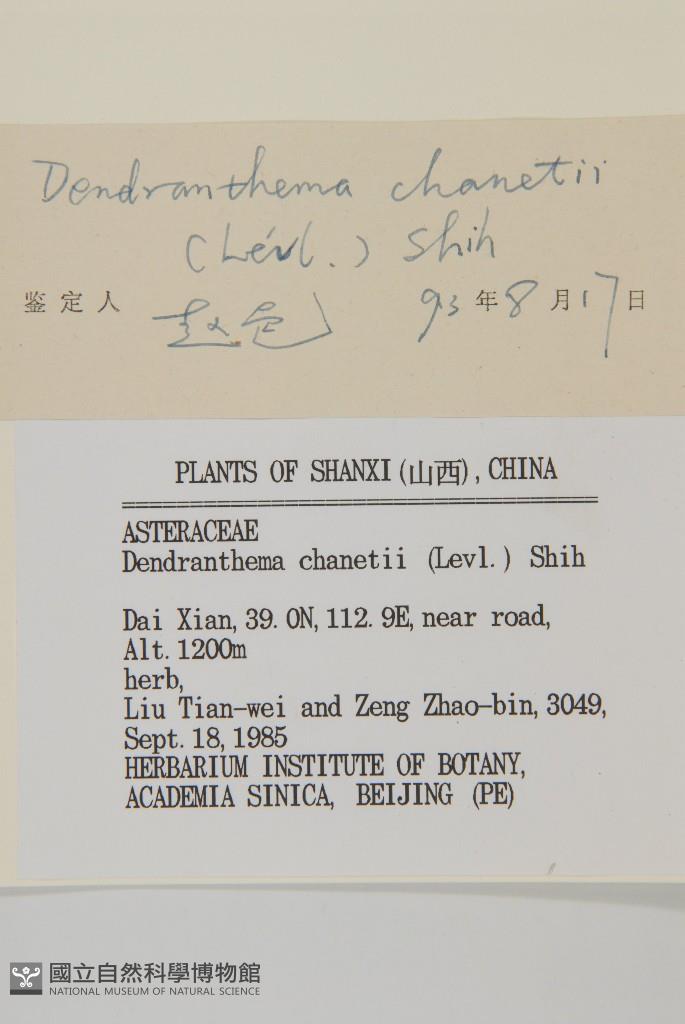 Dendranthema chanetii
(Lévl.) Shih
鉴定人 赵 93年8月17日
PLANTS OF SHANXI (山西), CHINA
ASTERACEAE
Dendranthema chanetii (Levl.) Shih
Dai Xian, 39.0N, 112.9E, near road,
Alt. 1200m
herb,
Liu Tian-wei and Zeng Zhao-bin, 3049,
Sept. 18, 1985
HERBARIUM INSTITUTE OF BOTANY,
ACADEMIA SINICA, BEIJING (PE)
國立自然科學博物館
NATIONAL MUSEUM OF NATURAL SCIENCE